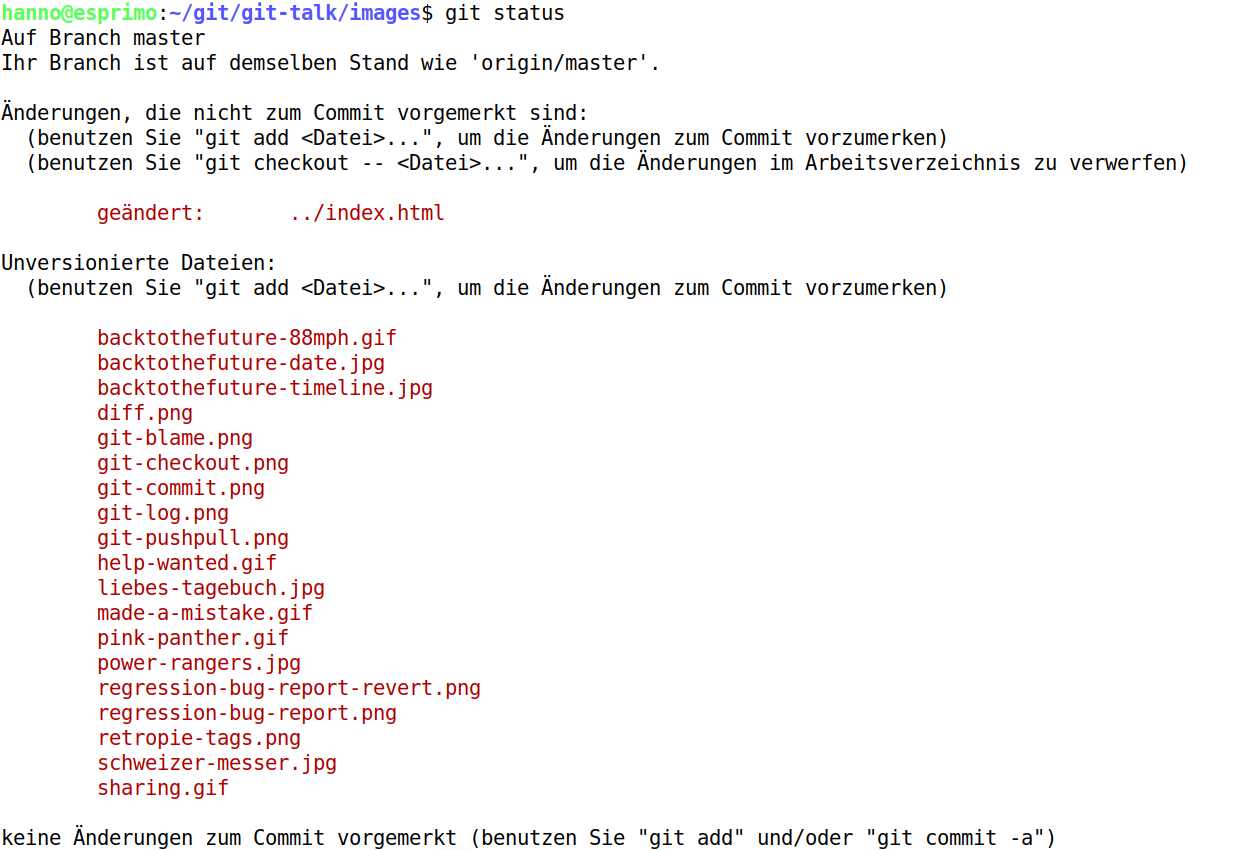 hanno@esprimo:~/git/git-talk/images$ git status
Auf Branch master
Ihr Branch ist auf demselben Stand wie 'origin/master'.
Änderungen, die nicht zum Commit vorgemerkt sind:
  (benutzen Sie "git add <Datei>...", um die Änderungen zum Commit vorzumerken)
  (benutzen Sie "git checkout -- <Datei>...", um die Änderungen im Arbeitsverzeichnis zu verwerfen)
        geändert:       ../index.html
Unversionierte Dateien:
  (benutzen Sie "git add <Datei>...", um die Änderungen zum Commit vorzumerken)
        backtothefuture-88mph.gif
        backtothefuture-date.jpg
        backtothefuture-timeline.jpg
        diff.png
        git-blame.png
        git-checkout.png
        git-commit.png
        git-log.png
        git-pushpull.png
        help-wanted.gif
        liebes-tagebuch.jpg
        made-a-mistake.gif
        pink-panther.gif
        power-rangers.jpg
        regression-bug-report-revert.png
        regression-bug-report.png
        retropie-tags.png
        schweizer-messer.jpg
        sharing.gif
keine Änderungen zum Commit vorgemerkt (benutzen Sie "git add" und/oder "git commit -a")